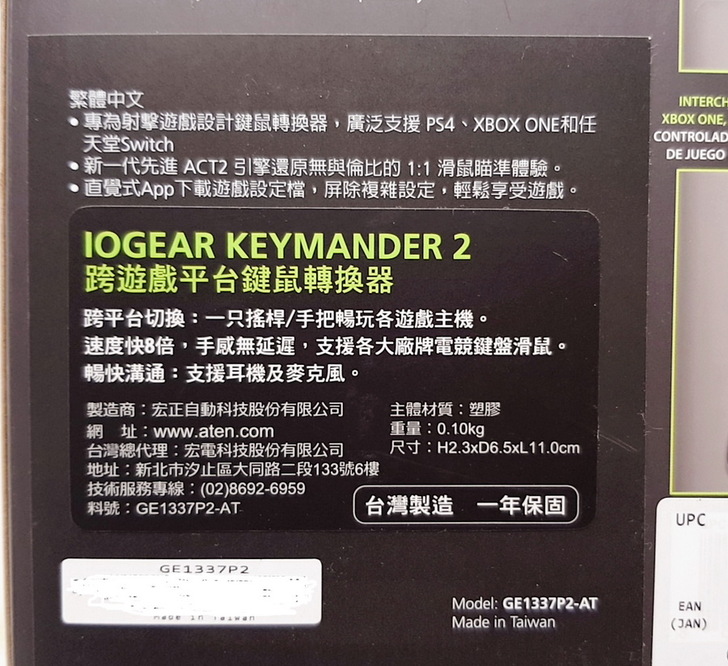 繁體中文
• 專為射擊遊戲設計鍵鼠轉換器，廣泛支援 PS4、XBOX ONE和任
天堂Switch
• 新一代先進 ACT2 引擎還原無與倫比的 1:1 滑鼠瞄準體驗。
• 直覺式App下載遊戲設定檔，屏除複雜設定，輕鬆享受遊戲。
IOGEAR KEYMANDER 2
跨遊戲平台鍵鼠轉換器
跨平台切換：一只搖桿/手把暢玩各遊戲主機。
速度快8倍，手感無延遲，支援各大廠牌電競鍵盤滑鼠。
暢快溝通：支援耳機及麥克風。
製造商：宏正自動科技股份有限公司
網 址：www.aten.com
台灣總代理：宏電科技股份有限公司
地址：新北市汐止區大同路二段133號6樓
技術服務專線：(02)8692-6959
料號：GE1337P2-AT
主體材質：塑膠
重量：0.10kg
尺寸：H2.3xD6.5xL11.0cm
台灣製造 一年保固
GE1337P2
Made in Taiwan
Model: GE1337P2-AT
Made in Taiwan
INTERCH
XBOX ONE,
CONTROLAD
DE JUEGO
UPC
EAN
(JAN)